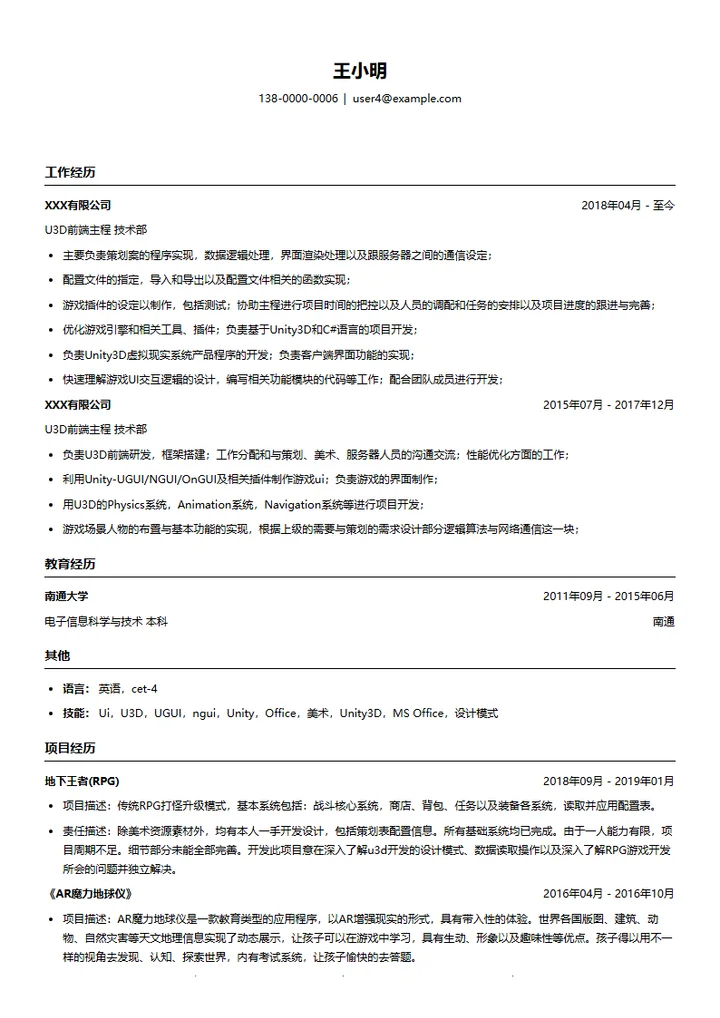 王小明
138-0000-0006 | user4@example.com
工作经历
XXX有限公司 2018年04月 - 至今
U3D前端主程 技术部
• 主要负责策划案的程序实现，数据逻辑处理，界面渲染处理以及跟服务器之间的通信设定；
• 配置文件的指定，导入和导出以及配置文件相关的函数实现；
• 游戏插件的设定以制作，包括测试；协助主程进行项目时间的把控以及人员的调配和任务的安排以及项目进度的跟进与完善；
• 优化游戏引擎和相关工具、插件；负责基于Unity3D和C#语言的项目开发；
• 负责Unity3D虚拟现实系统产品程序的开发；负责客户端界面功能的实现；
• 快速理解游戏UI交互逻辑的设计，编写相关功能模块的代码等工作；配合团队成员进行开发；
XXX有限公司 2015年07月 - 2017年12月
U3D前端主程 技术部
• 负责U3D前端研发，框架搭建；工作分配和与策划、美术、服务器人员的沟通交流；性能优化方面的工作；
• 利用Unity-UGUI/NGUI/OnGUI及相关插件制作游戏ui；负责游戏的界面制作；
• 用U3D的Physics系统，Animation系统，Navigation系统等进行项目开发；
• 游戏场景人物的布置与基本功能的实现，根据上级的需要与策划的需求设计部分逻辑算法与网络通信这一块；
教育经历
南通大学 2011年09月 - 2015年06月
电子信息科学与技术 本科 南通
其他
• 语言： 英语，cet-4
• 技能： Ui，U3D，UGUI，ngui，Unity，Office，美术，Unity3D，MS Office，设计模式
项目经历
地下王者(RPG) 2018年09月 - 2019年01月
• 项目描述：传统RPG打怪升级模式，基本系统包括：战斗核心系统，商店、背包、任务以及装备各系统，读取并应用配置表。
• 责任描述：除美术资源素材外，均有本人一手开发设计，包括策划表配置信息。所有基础系统均已完成。由于一人能力有限，项
目周期不足。细节部分未能全部完善。开发此项目意在深入了解u3d开发的设计模式、数据读取操作以及深入了解RPG游戏开发
所会的问题并独立解决。
《AR魔力地球仪》 2016年04月 - 2016年10月
• 项目描述：AR魔力地球仪是一款教育类型的应用程序，以AR增强现实的形式，具有带入性的体验。世界各国版图、建筑、动
物、自然灾害等天文地理信息实现了动态展示，让孩子可以在游戏中学习，具有生动、形象以及趣味性等优点。孩子得以用不一
样的视角去发现、认知、探索世界，内有考试系统，让孩子愉快的去答题。